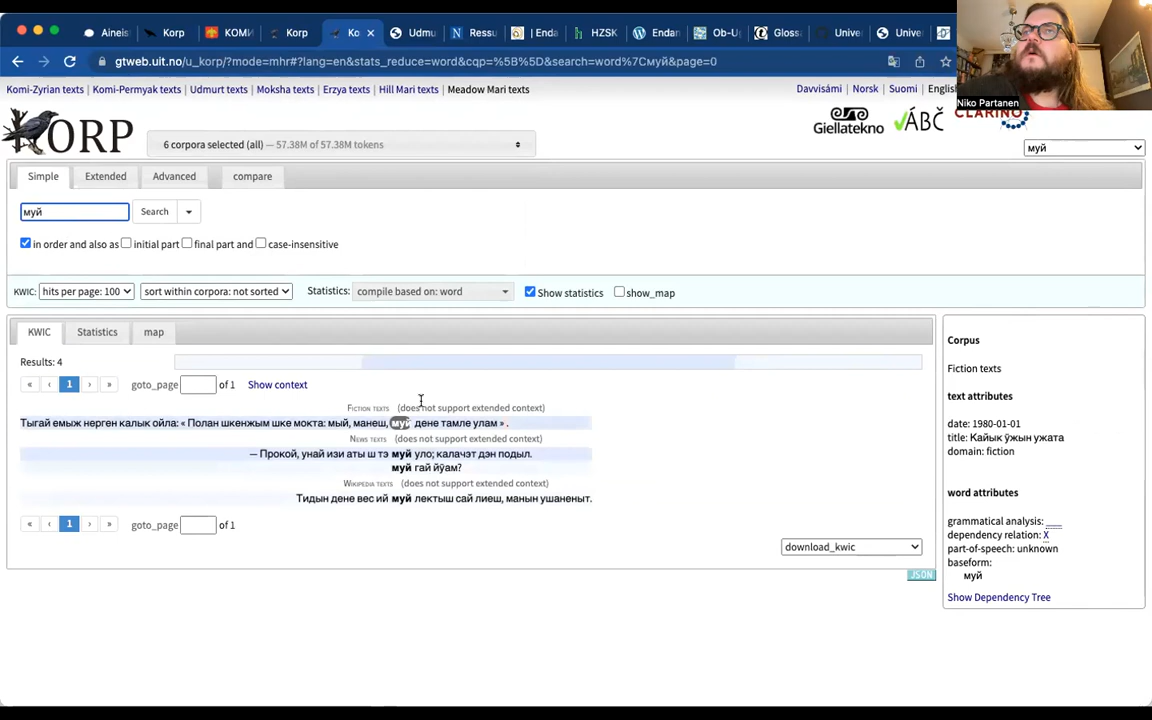 Aineis Korp КОМИ Korp Ko Udmu Ressu | Enda HZSK Endan Ob-U Gloss Unive Univer
gtweb.uit.no/u_korp/?mode=mhr#?lang=en&stats_reduce=word&cqp=%5B%5D&search=word%7Cмуй&page=0
Komi-Zyrian texts | Komi-Permyak texts | Udmurt texts | Moksha texts | Erzya texts | Hill Mari texts | Meadow Mari texts
Davvisámi | Norsk | Suomi | English
Niko Partanen
KORP
6 corpora selected (all) — 57.38M of 57.38M tokens
Giellatekno ABČ CLARINO
муй
Simple Extended Advanced compare
муй Search
in order and also as initial part final part and case-insensitive
KWIC: hits per page: 100 sort within corpora: not sorted Statistics: compile based on: word Show statistics show_map
KWIC Statistics map
Results: 4
« ‹ 1 › » goto_page of 1 Show context
Fiction texts (does not support extended context)
Тыгай емыж нерген калык ойла: « Полан шкенжым шке мокта: мый, манеш, муй дене тамле улам » .
News texts (does not support extended context)
— Прокой, унай изи аты ш тэ муй уло; калачэт дэн подыл.
муй гай йӱам?
Wikipedia texts (does not support extended context)
Тидын дене вес ий муй лектыш сай лиеш, манын ушаненыт.
« ‹ 1 › » goto_page of 1
download_kwic
JSON
Corpus
Fiction texts
text attributes
date: 1980-01-01
title: Кайык ӱжын ужата
domain: fiction
word attributes
grammatical analysis: ___
dependency relation: X
part-of-speech: unknown
baseform:
муй
Show Dependency Tree